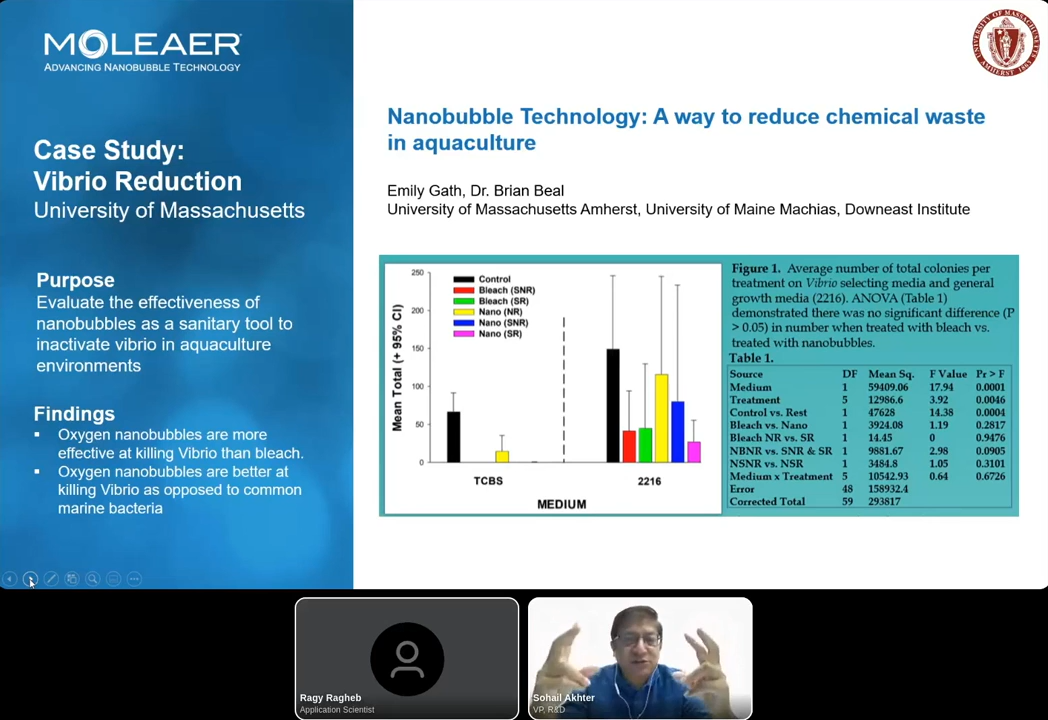 MOLEAER
ADVANCING NANOBUBBLE TECHNOLOGY
Case Study:
Vibrio Reduction
University of Massachusetts
Purpose
Evaluate the effectiveness of
nanobubbles as a sanitary tool to
inactivate vibrio in aquaculture
environments
Findings
▪ Oxygen nanobubbles are more
effective at killing Vibrio than bleach.
▪ Oxygen nanobubbles are better at
killing Vibrio as opposed to common
marine bacteria
Nanobubble Technology: A way to reduce chemical waste
in aquaculture
Emily Gath, Dr. Brian Beal
University of Massachusetts Amherst, University of Maine Machias, Downeast Institute
Mean Total (+ 95% CI)
250
200
150
100
50
0
Control
Bleach (SNR)
Bleach (SR)
Nano (NR)
Nano (SNR)
Nano (SR)
TCBS 2216
MEDIUM
Figure 1. Average number of total colonies per
treatment on Vibrio selecting media and general
growth media (2216). ANOVA (Table 1)
demonstrated there was no significant difference (P
> 0.05) in number when treated with bleach vs.
treated with nanobubbles.
Table 1.
Source DF Mean Sq. F Value Pr > F
Medium 1 59409.06 17.94 0.0001
Treatment 5 12986.6 3.92 0.0046
Control vs. Rest 1 47628 14.38 0.0004
Bleach vs. Nano 1 3924.08 1.19 0.2817
Bleach NR vs. SR 1 14.45 0 0.9476
NBNR vs. SNR & SR 1 9881.67 2.98 0.0905
NSNR vs. NSR 1 3484.8 1.05 0.3101
Medium x Treatment 5 10542.93 0.64 0.6726
Error 48 158932.4
Corrected Total 59 293817
Ragy Ragheb
Application Scientist
Sohail Akhter
VP, R&D